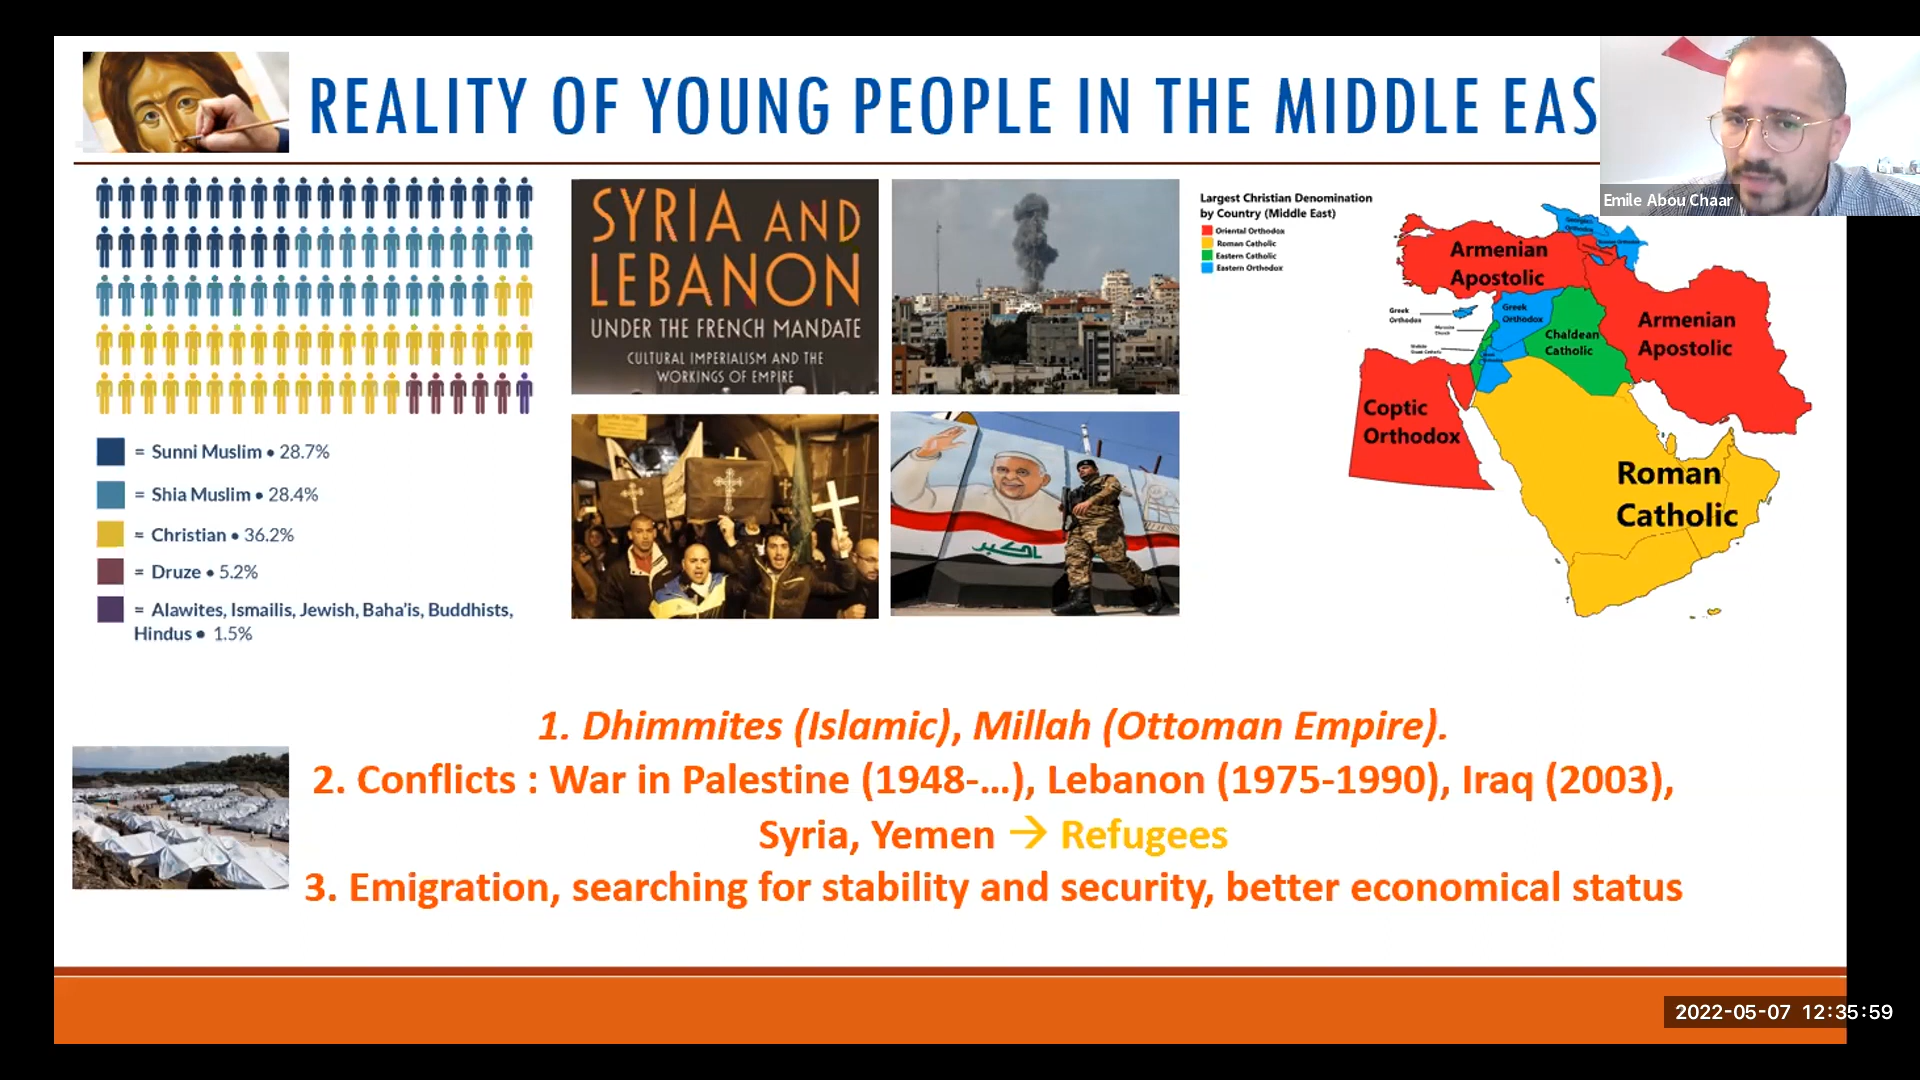 REALITY OF YOUNG PEOPLE IN THE MIDDLE EAS
Emile Abou Chaar
= Sunni Muslim • 28.7%
= Shia Muslim • 28.4%
= Christian • 36.2%
= Druze • 5.2%
= Alawites, Ismailis, Jewish, Baha'is, Buddhists,
Hindus • 1.5%
SYRIA AND
LEBANON
UNDER THE FRENCH MANDATE
CULTURAL IMPERIALISM AND THE
WORKINGS OF EMPIRE
Largest Christian Denomination
by Country (Middle East)
Oriental Orthodox
Roman Catholic
Eastern Catholic
Eastern Orthodox
Armenian
Apostolic
Greek
Orthodox
Greek
Orthodox
Chaldean
Catholic
Armenian
Apostolic
Coptic
Orthodox
Roman
Catholic
1. Dhimmites (Islamic), Millah (Ottoman Empire).
2. Conflicts : War in Palestine (1948-...), Lebanon (1975-1990), Iraq (2003),
Syria, Yemen → Refugees
3. Emigration, searching for stability and security, better economical status
2022-05-07 12:35:59